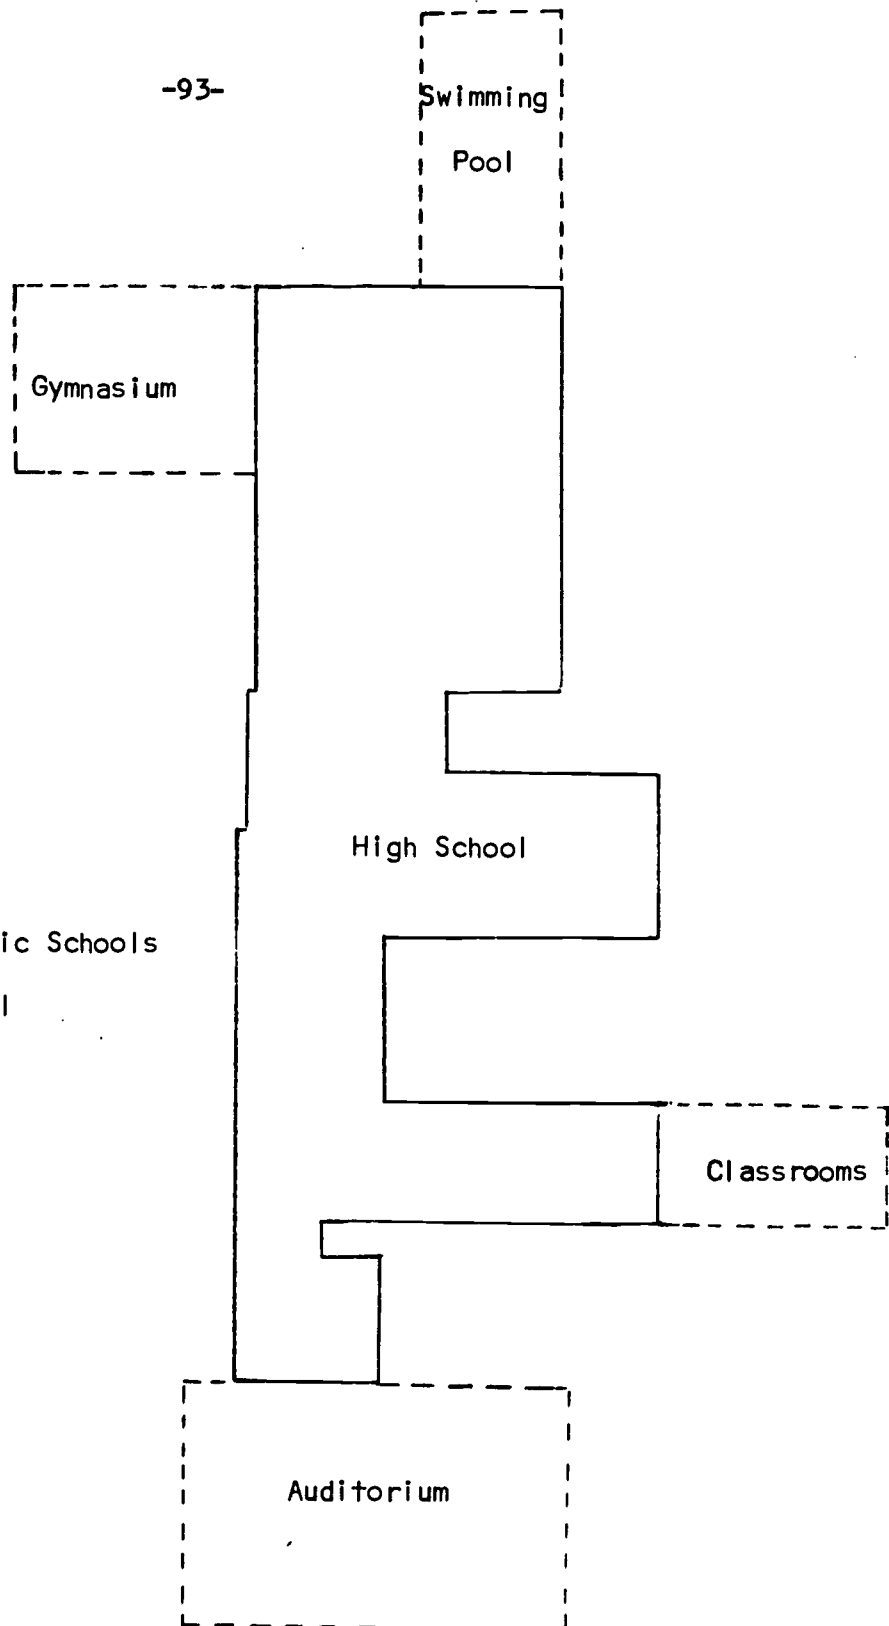 -93-
Swimming
Pool
Gymnasium
High School
ic Schools
l
Classrooms
Auditorium